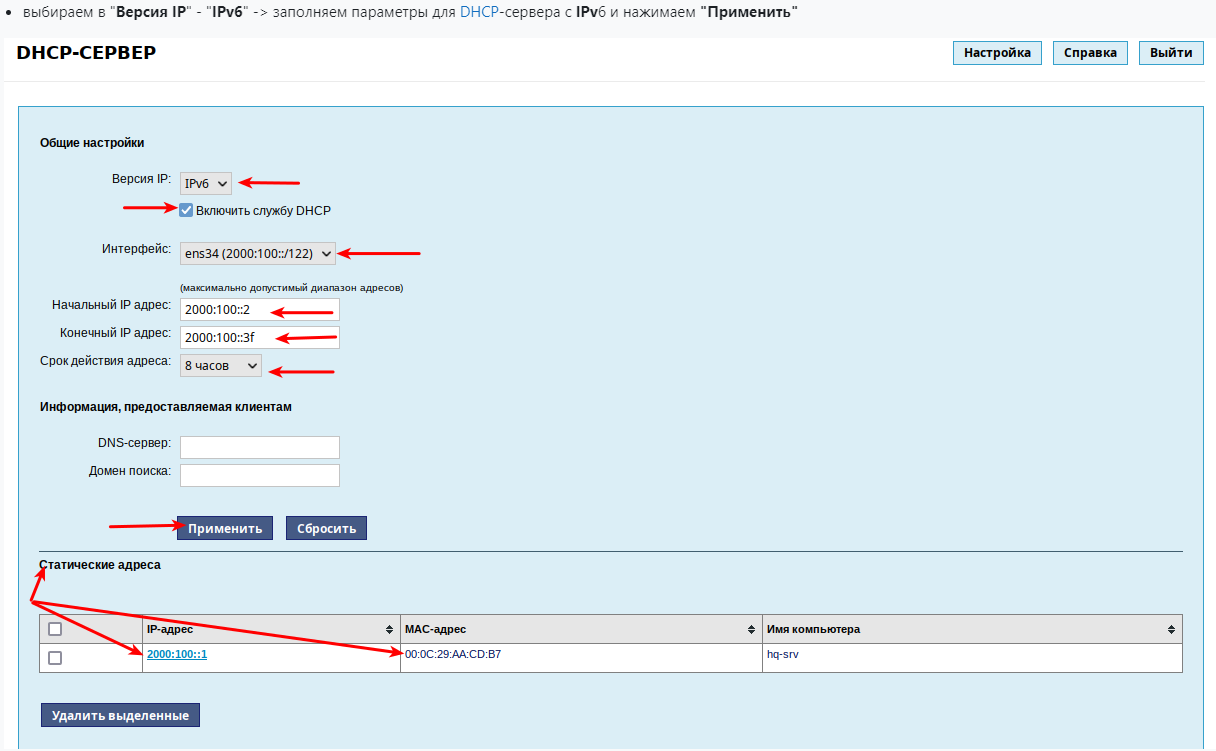 • выбираем в "Версия IP" - "IPv6" -> заполняем параметры для DHCP-сервера с IPv6 и нажимаем "Применить"
DHCP-СЕРВЕР
Настройка Справка Выйти
Общие настройки
Версия IP: IPv6
Включить службу DHCP
Интерфейс: ens34 (2000:100::/122)
(максимально допустимый диапазон адресов)
Начальный IP адрес: 2000:100::2
Конечный IP адрес: 2000:100::3f
Срок действия адреса: 8 часов
Информация, предоставляемая клиентам
DNS-сервер:
Домен поиска:
Применить Сбросить
Статические адреса
IP-адрес MAC-адрес Имя компьютера
2000:100::1 00:0C:29:AA:CD:B7 hq-srv
Удалить выделенные